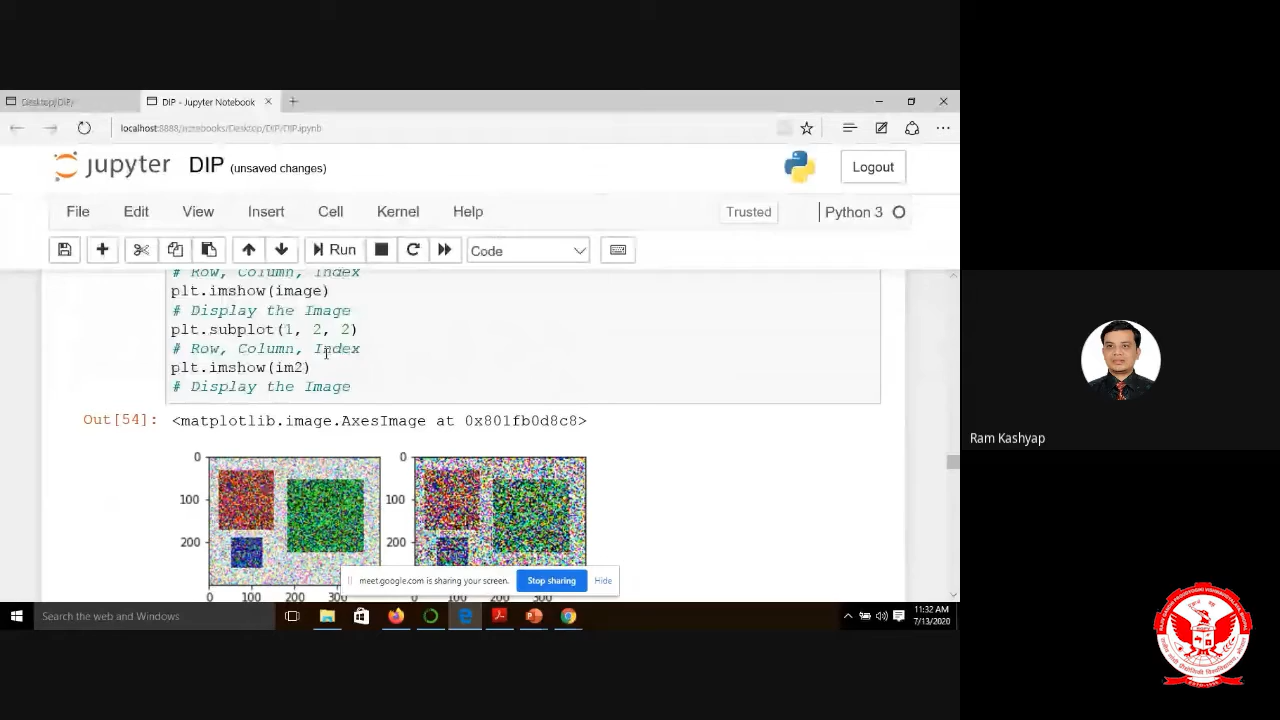 Desktop/DIP/
DIP - Jupyter Notebook
localhost:8888/notebooks/Desktop/DIP/DIP.ipynb
jupyter DIP (unsaved changes)
Logout
File Edit View Insert Cell Kernel Help
Trusted Python 3
Run
Code
# Row, Column, Index
plt.imshow(image)
# Display the Image
plt.subplot(1, 2, 2)
# Row, Column, Index
plt.imshow(im2)
# Display the Image
Out[54]: <matplotlib.image.AxesImage at 0x801fb0d8c8>
0 0
100 100
200 200
0 100 200 300 0 100 200 300
meet.google.com is sharing your screen. Stop sharing Hide
Search the web and Windows
11:32 AM
7/13/2020
Ram Kashyap